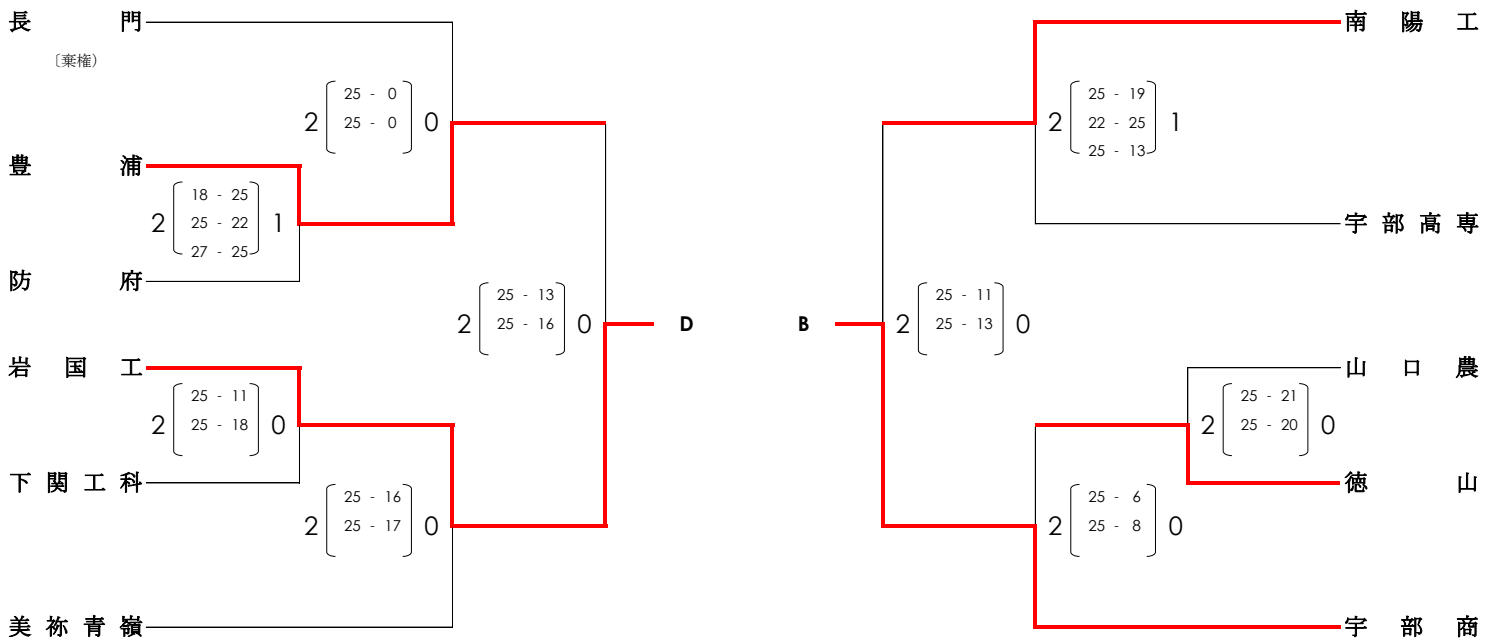 長門
〔棄権）
25 - 0
2 25 - 0 0
豊浦
18 - 25
2 25 - 22 1
27 - 25
防府
25 - 13
2 25 - 16 0
D
岩国工
25 - 11
2 25 - 18 0
下関工科
25 - 16
2 25 - 17 0
美祢青嶺
南陽工
25 - 19
2 22 - 25 1
25 - 13
宇部高専
B
25 - 11
2 25 - 13 0
山口農
25 - 21
2 25 - 20 0
徳山
25 - 6
2 25 - 8 0
宇部商